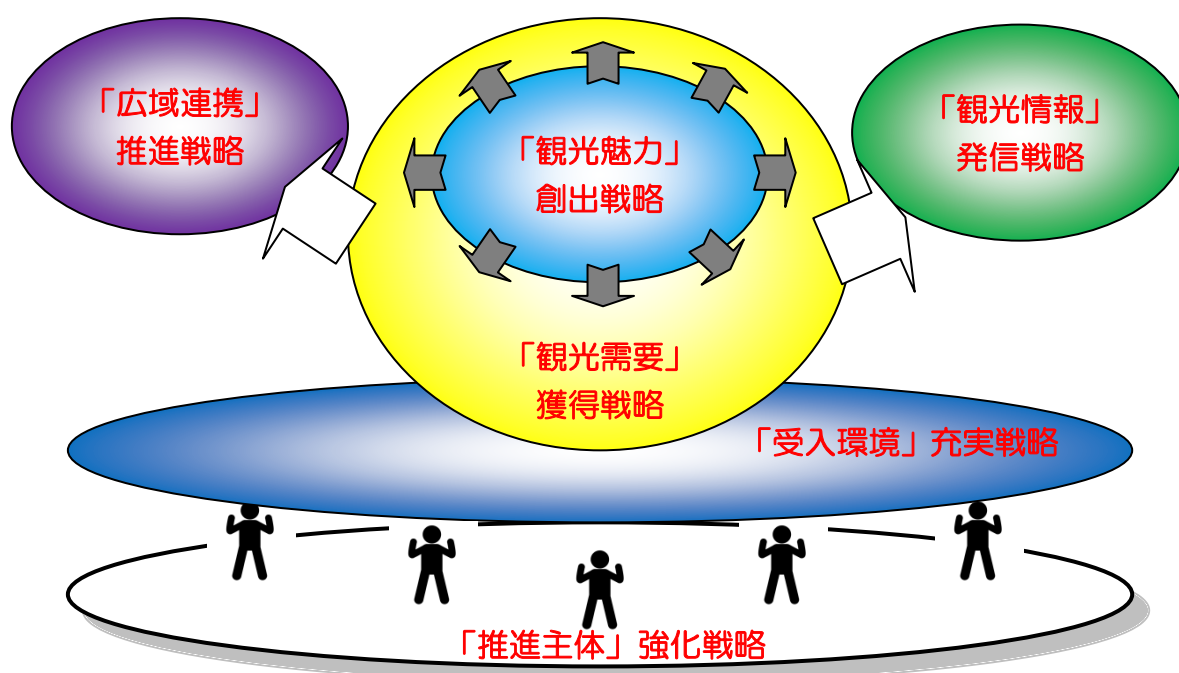 「広域連携」
推進戦略
「観光魅力」
創出戦略
「観光情報」
発信戦略
「観光需要」
獲得戦略
「受入環境」充実戦略
「推進主体」強化戦略